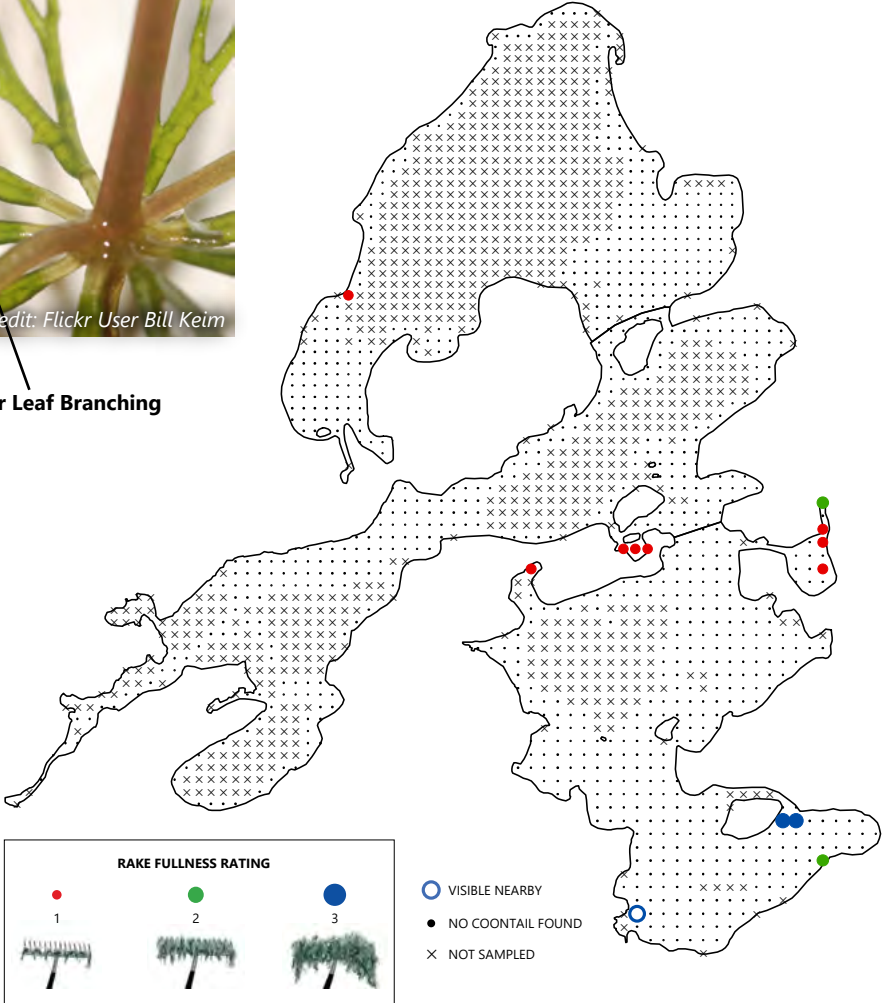 edit: Flickr User Bill Keim
r Leaf Branching
RAKE FULLNESS RATING
1
2
3
VISIBLE NEARBY
NO COONTAIL FOUND
NOT SAMPLED